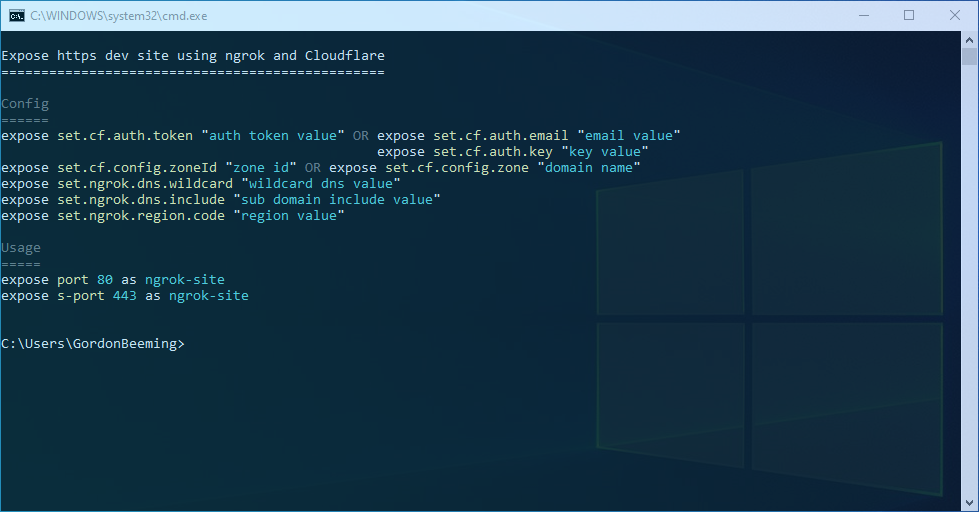 C:\WINDOWS\system32\cmd.exe
Expose https dev site using ngrok and Cloudflare
================================================
Config
======
expose set.cf.auth.token "auth token value" OR expose set.cf.auth.email "email value"
expose set.cf.auth.key "key value"
expose set.cf.config.zoneId "zone id" OR expose set.cf.config.zone "domain name"
expose set.ngrok.dns.wildcard "wildcard dns value"
expose set.ngrok.dns.include "sub domain include value"
expose set.ngrok.region.code "region value"
Usage
=====
expose port 80 as ngrok-site
expose s-port 443 as ngrok-site
C:\Users\GordonBeeming>